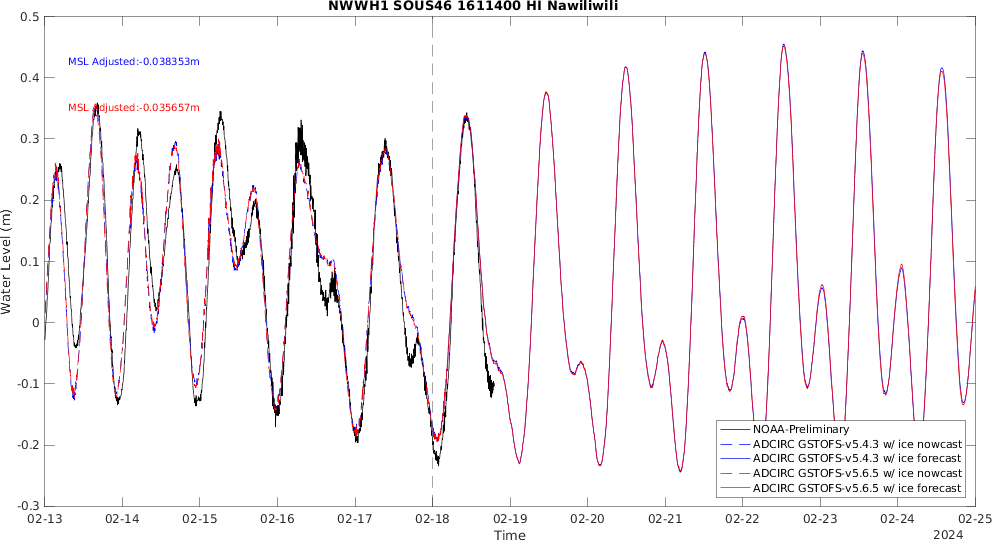 NWWH1 SOUS46 1611400 HI Nawiliwili
0.5
0.4
0.3
0.2
0.1
0
-0.1
-0.2
-0.3
Water Level (m)
MSL Adjusted:-0.038353m
MSL Adjusted:-0.035657m
NOAA-Preliminary
ADCIRC GSTOFS-v5.4.3 w/ ice nowcast
ADCIRC GSTOFS-v5.4.3 w/ ice forecast
ADCIRC GSTOFS-v5.6.5 w/ ice nowcast
ADCIRC GSTOFS-v5.6.5 w/ ice forecast
02-13 02-14 02-15 02-16 02-17 02-18 02-19 02-20 02-21 02-22 02-23 02-24 02-25
Time
2024